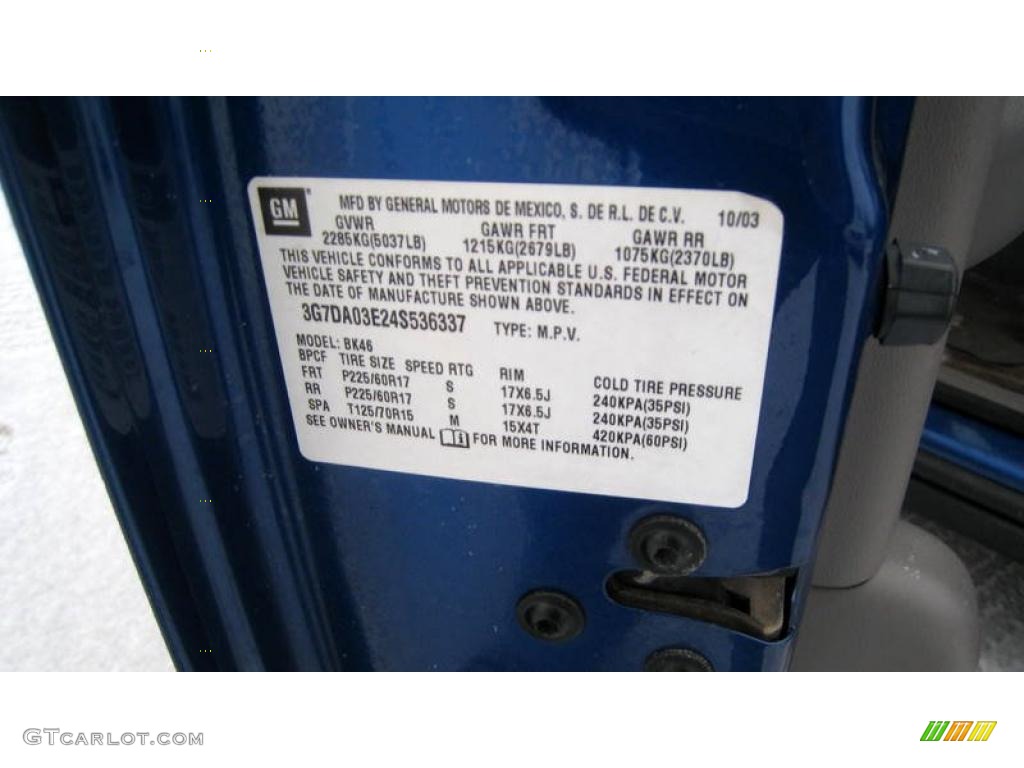 GM
MFD BY GENERAL MOTORS DE MEXICO, S. DE R.L. DE C.V. 10/03
GVWR GAWR FRT GAWR RR
2285KG(5037LB) 1215KG(2679LB) 1075KG(2370LB)
THIS VEHICLE CONFORMS TO ALL APPLICABLE U.S. FEDERAL MOTOR
VEHICLE SAFETY AND THEFT PREVENTION STANDARDS IN EFFECT ON
THE DATE OF MANUFACTURE SHOWN ABOVE.
3G7DA03E24S536337 TYPE: M.P.V.
MODEL: BK46
BPCF TIRE SIZE SPEED RTG RIM COLD TIRE PRESSURE
FRT P225/60R17 S 17X6.5J 240KPA(35PSI)
RR P225/60R17 S 17X6.5J 240KPA(35PSI)
SPA T125/70R15 M 15X4T 420KPA(60PSI)
SEE OWNER'S MANUAL FOR MORE INFORMATION.
GTCarlot.com